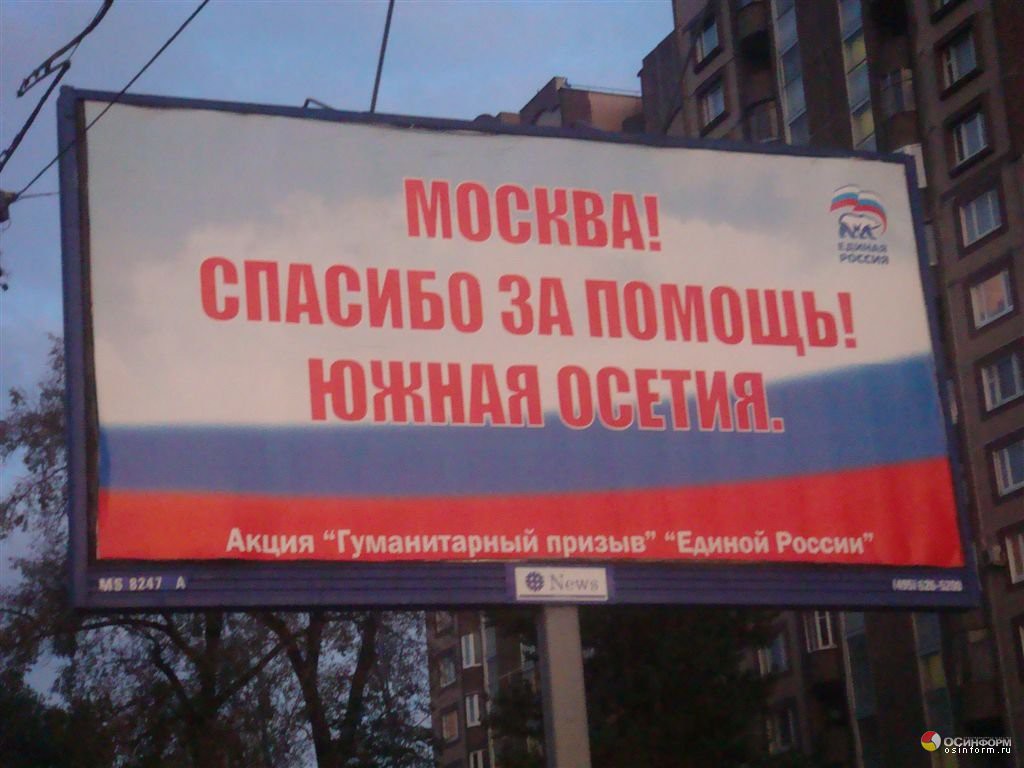 МОСКВА!
СПАСИБО ЗА ПОМОЩЬ!
ЮЖНАЯ ОСЕТИЯ.
ЕДИНАЯ
РОССИЯ
Акция "Гуманитарный призыв" "Единой России"
MS 8247 A
News
(495)
ОСИНФОРМ
osinform.ru